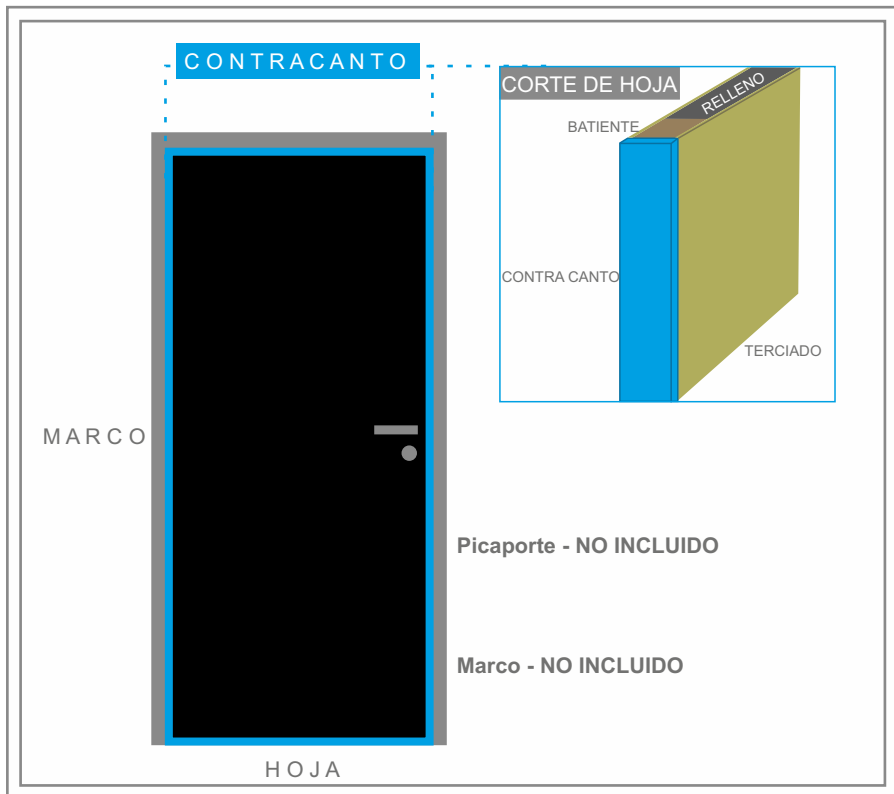 CONTRACANTO
CORTE DE HOJA
RELLENO
BATIENTE
CONTRA CANTO
TERCIADO
MARCO
Picaporte - NO INCLUIDO
Marco - NO INCLUIDO
HOJA